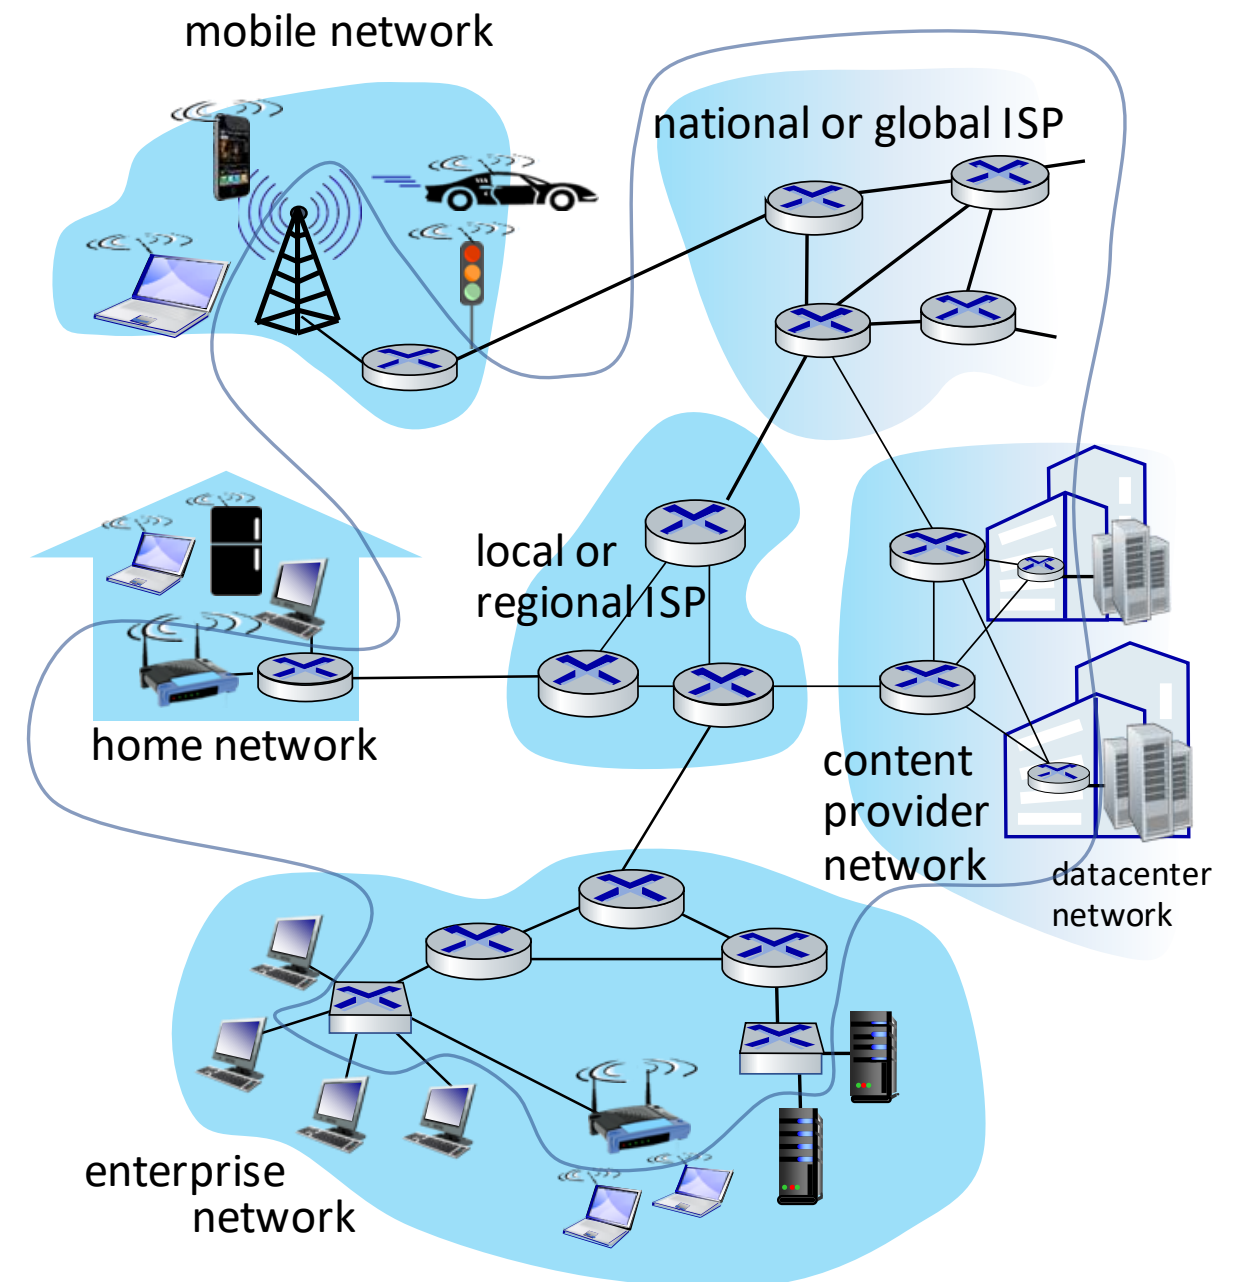 mobile network
national or global ISP
local or
regional ISP
home network
content
provider
network
datacenter
network
enterprise
network